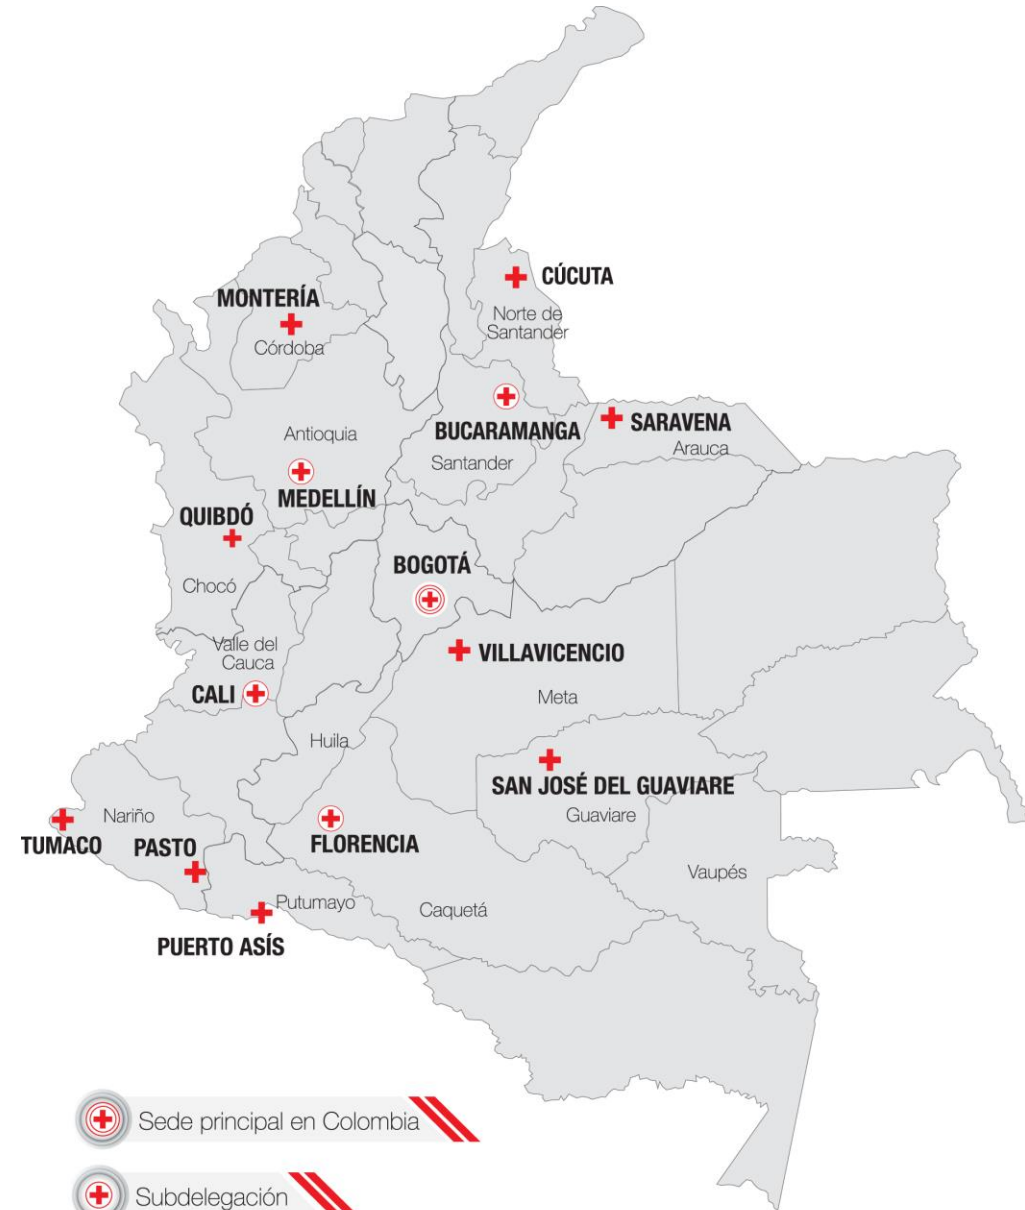 CÚCUTA
Norte de
Santander
MONTERÍA
Córdoba
BUCARAMANGA
Santander
SARAVENA
Arauca
Antioquia
MEDELLÍN
QUIBDÓ
Chocó
BOGOTÁ
VILLAVICENCIO
Meta
Valle del
Cauca
CALI
Huila
SAN JOSÉ DEL GUAVIARE
Guaviare
Nariño
TUMACO
PASTO
FLORENCIA
Vaupés
Putumayo
Caquetá
PUERTO ASÍS
Sede principal en Colombia
Subdelegación